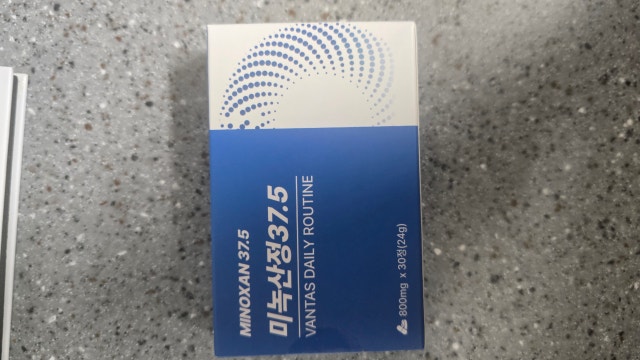 MINOXAN 37.5
미녹산정37.5
VANTAS DAILY ROUTINE
800mg x 30정(24g)